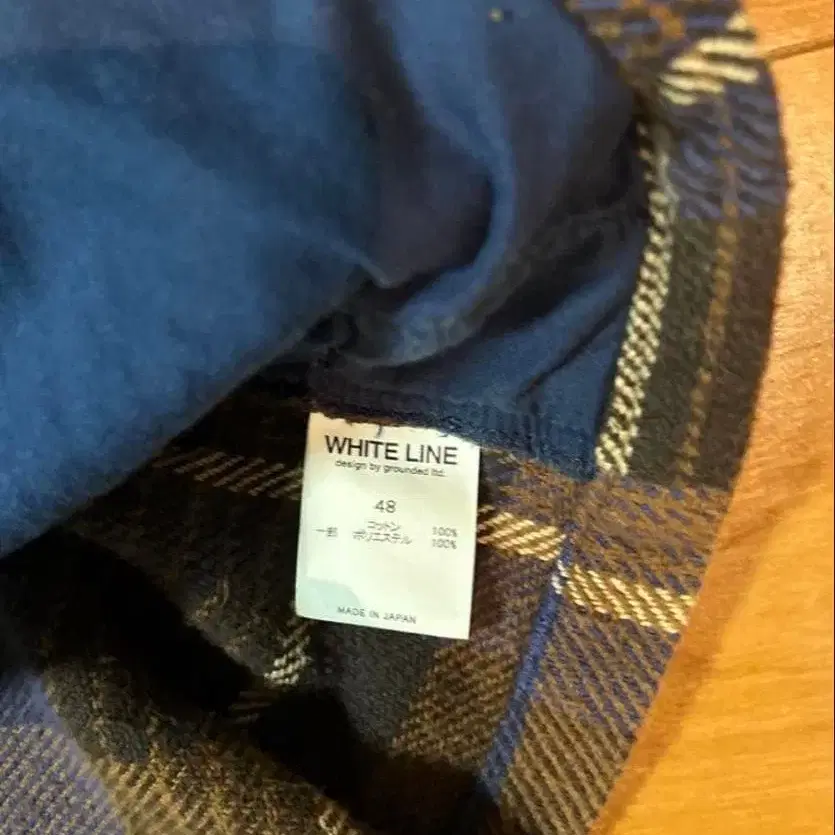 WHITE LINE
design by grounded ltd.
48
コットン 100%
一部 ポリエステル 100%
MADE IN JAPAN